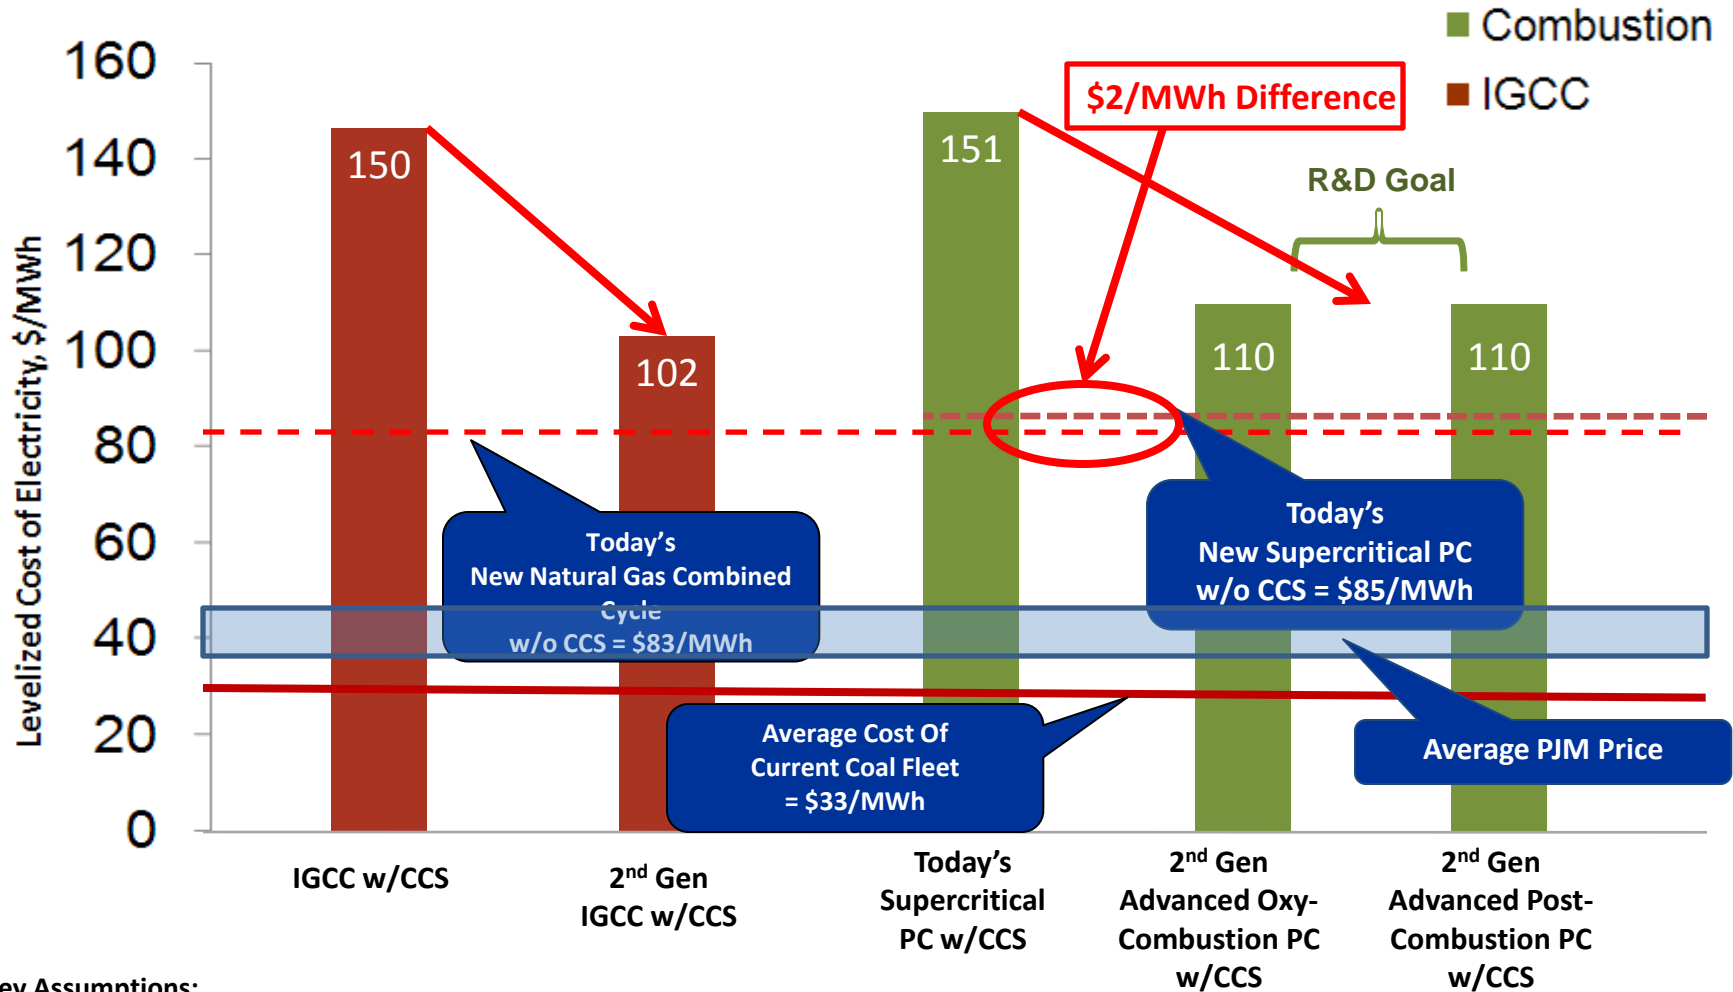 Combustion
IGCC
$2/MWh Difference
R&D Goal
Levelized Cost of Electricity, $/MWh
160
140
120
100
80
60
40
20
0
150
102
151
110
110
Today's
New Natural Gas Combined
Cycle
w/o CCS = $83/MWh
Today's
New Supercritical PC
w/o CCS = $85/MWh
Average Cost Of
Current Coal Fleet
= $33/MWh
Average PJM Price
IGCC w/CCS
2nd Gen
IGCC w/CCS
Today's
Supercritical
PC w/CCS
2nd Gen
Advanced Oxy-
Combustion PC
w/CCS
2nd Gen
Advanced Post-
Combustion PC
w/CCS
ey Assumptions: